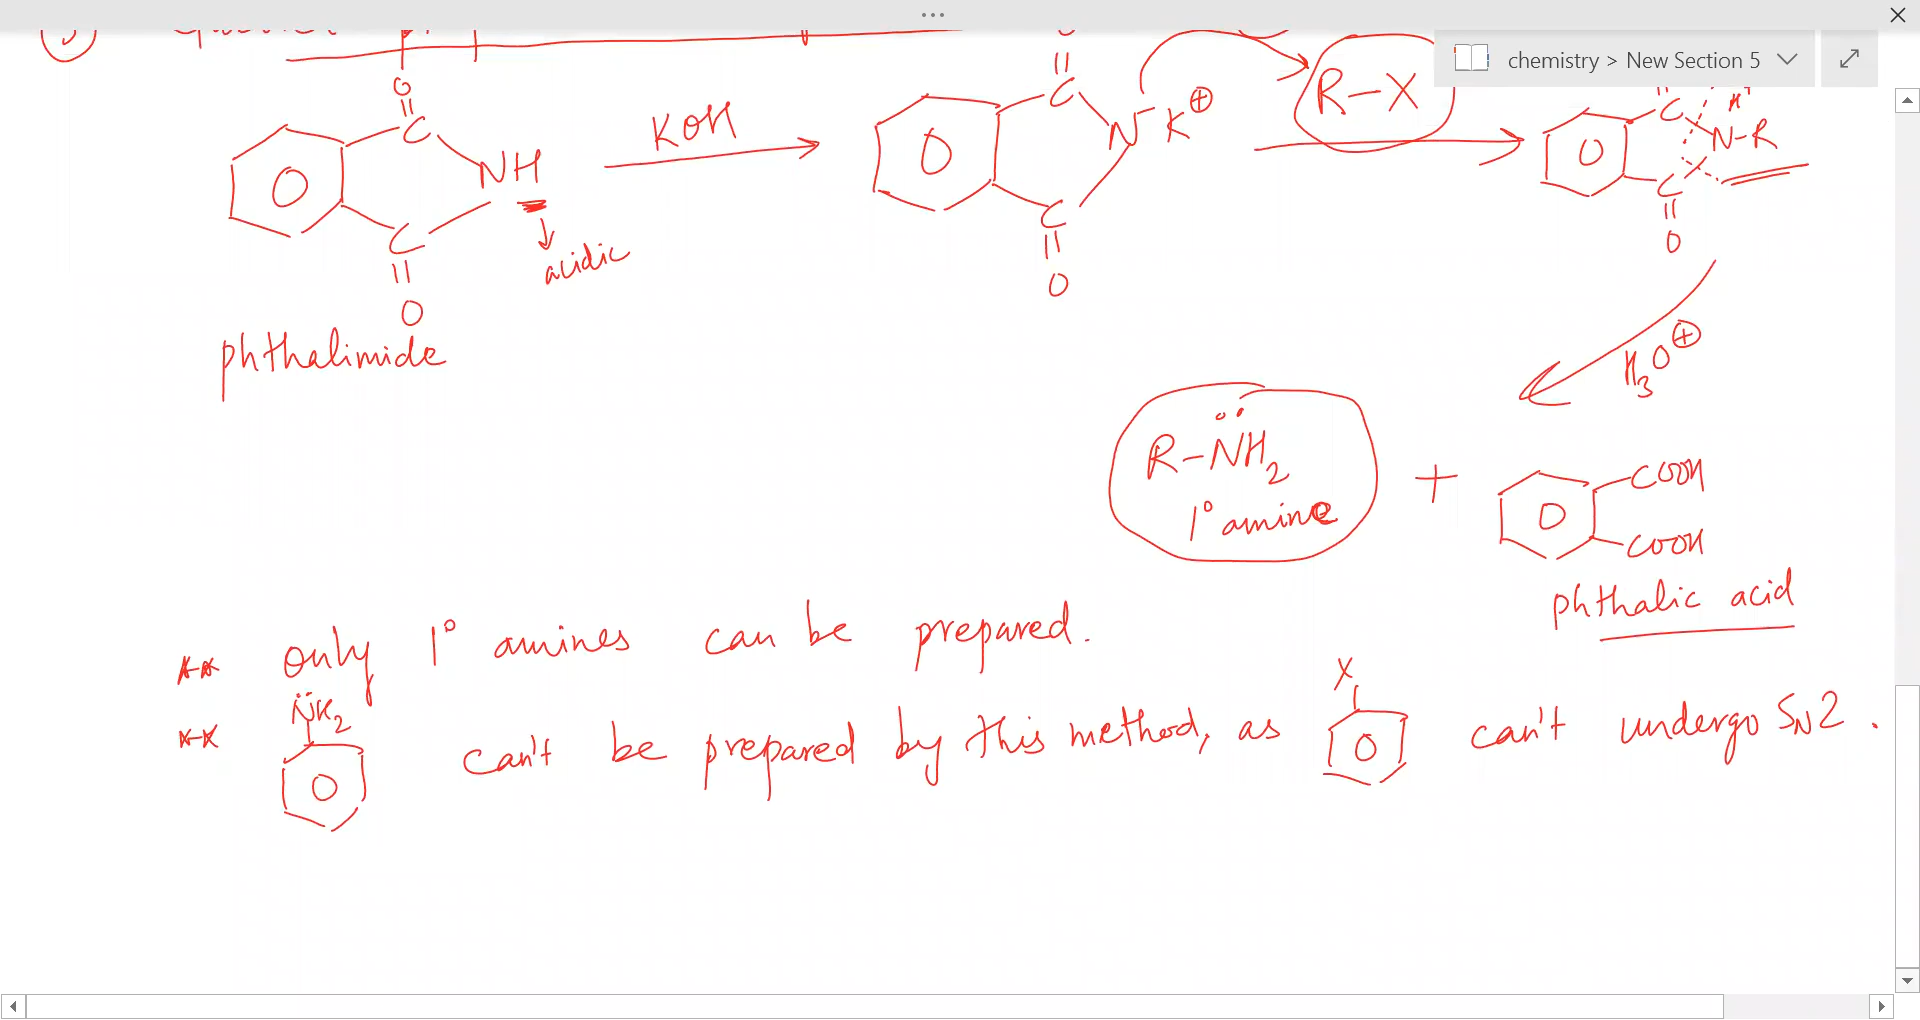 chemistry > New Section 5
O
C
NH
acidic
C
O
phthalimide
KOH
C
N⁻ K⊕
C
O
R-X
C
N-R
C
O
H₃O⊕
R-N̈H₂
1° amine
+
COOH
COOH
phthalic acid
** only 1° amines can be prepared.
** N̈H₂ can't be prepared by this method, as X can't undergo SN2.